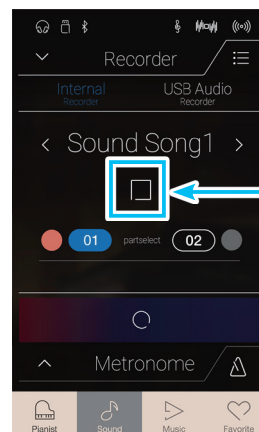 Recorder
Internal
Recorder
USB Audio
Recorder
< Sound Song1 >
01 partselect 02
Metronome
Pianist Sound Music Favorite